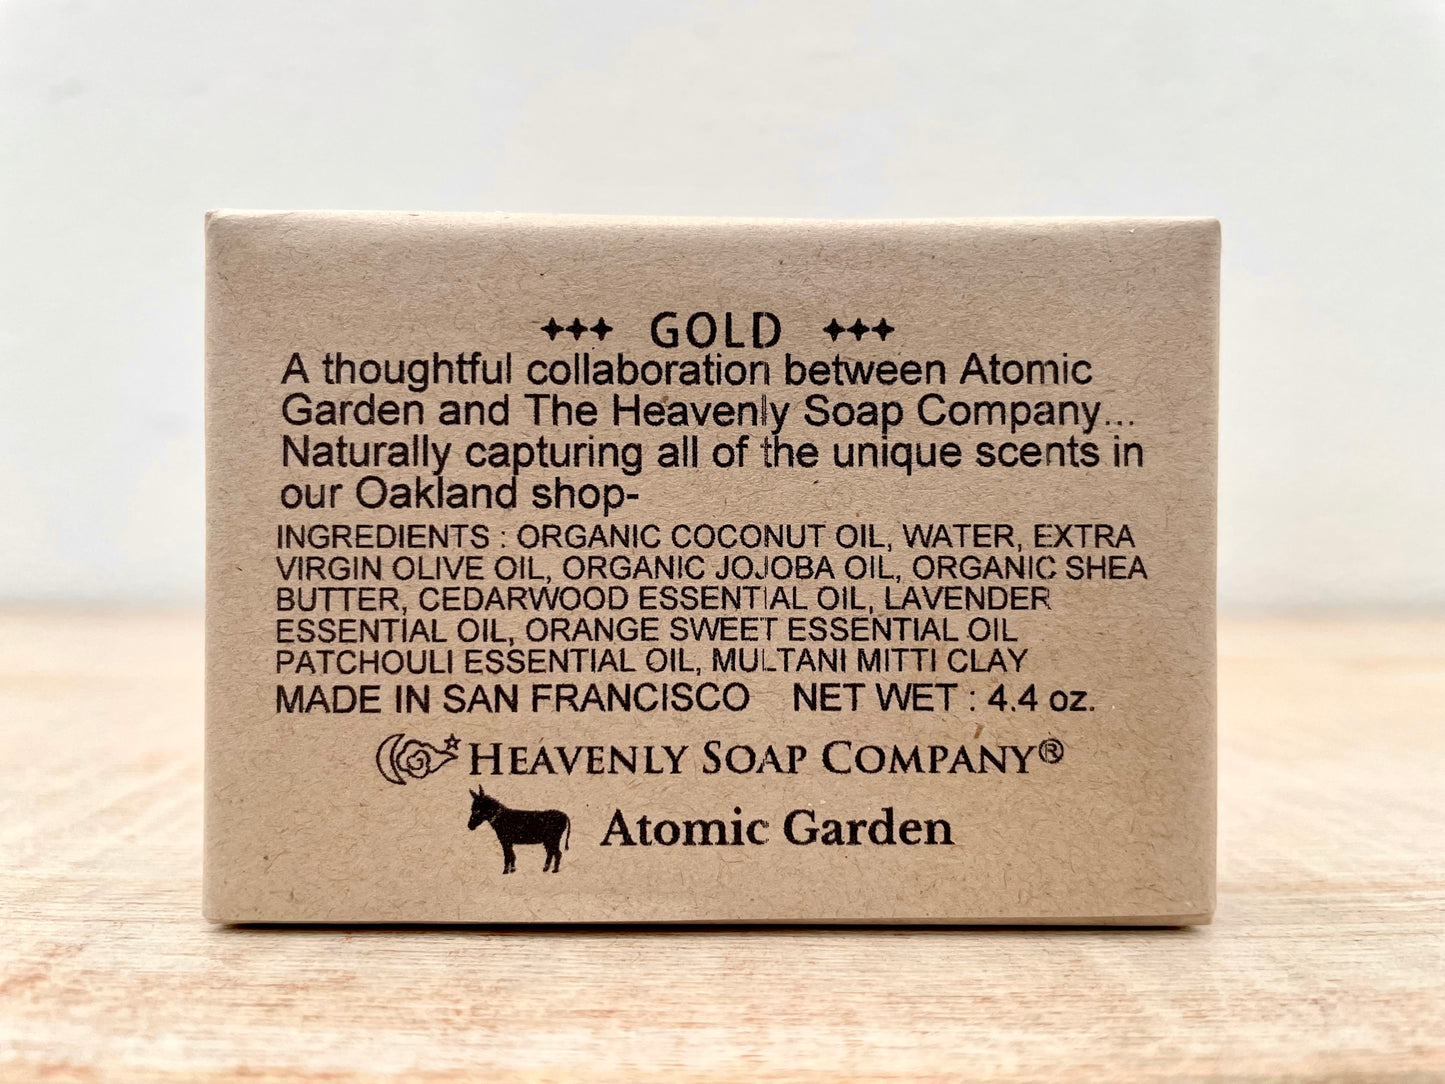 GOLD
A thoughtful collaboration between Atomic
Garden and The Heavenly Soap Company...
Naturally capturing all of the unique scents in
our Oakland shop-
INGREDIENTS : ORGANIC COCONUT OIL, WATER, EXTRA
VIRGIN OLIVE OIL, ORGANIC JOJOBA OIL, ORGANIC SHEA
BUTTER, CEDARWOOD ESSENTIAL OIL, LAVENDER
ESSENTIAL OIL, ORANGE SWEET ESSENTIAL OIL
PATCHOULI ESSENTIAL OIL, MULTANI MITTI CLAY
MADE IN SAN FRANCISCO NET WET : 4.4 oz.
HEAVENLY SOAP COMPANY®
Atomic Garden